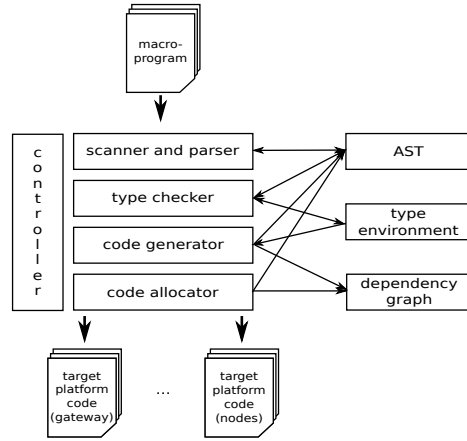 macro-
program
controller
scanner and parser
AST
type checker
type
environment
code generator
code allocator
dependency
graph
target
platform
code
(gateway)
...
target
platform
code
(nodes)